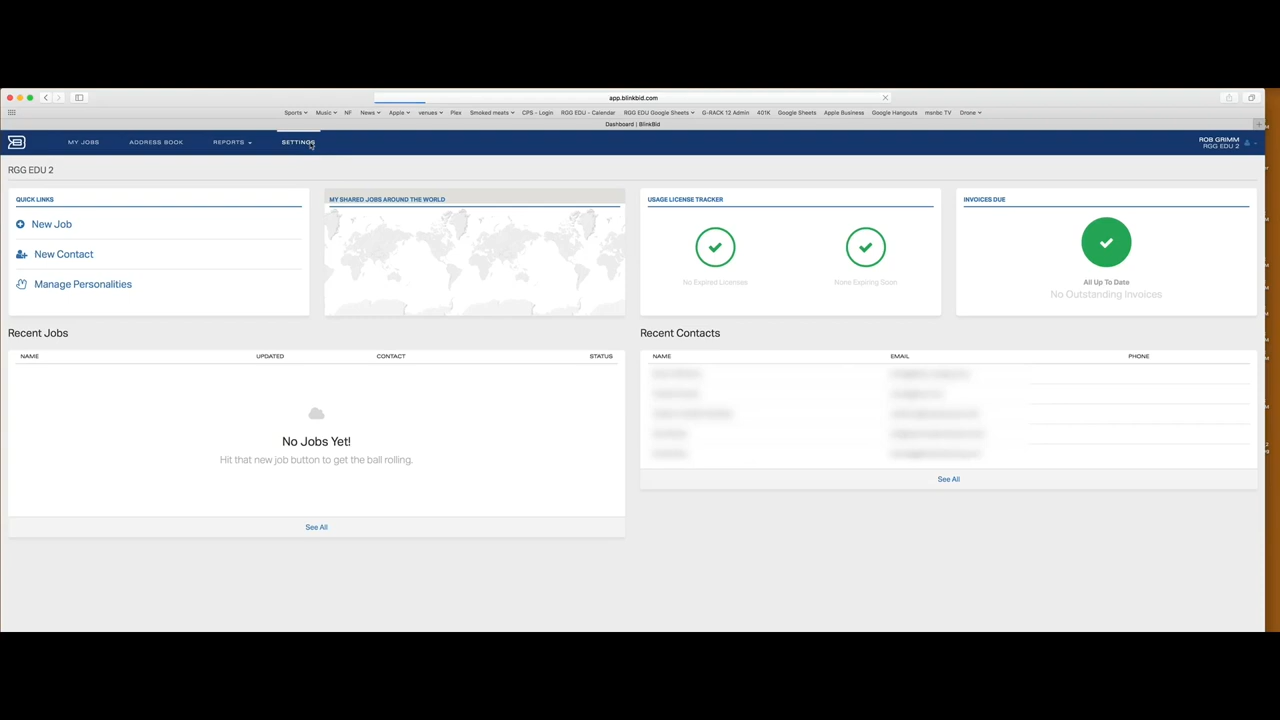 app.blinkbid.com
Sports Music NF News Apple venues Plex Smoked meats CPS - Login RGG EDU - Calendar RGG EDU Google Sheets G-RACK 12 Admin 401K Google Sheets Apple Business Google Hangouts msnbc TV Drone
Dashboard | BlinkBid
MY JOBS ADDRESS BOOK REPORTS SETTINGS
ROB GRIMM
RGG EDU 2
RGG EDU 2
QUICK LINKS
New Job
New Contact
Manage Personalities
MY SHARED JOBS AROUND THE WORLD
USAGE LICENSE TRACKER
No Expired Licenses
None Expiring Soon
INVOICES DUE
All Up To Date
No Outstanding Invoices
Recent Jobs
NAME UPDATED CONTACT STATUS
No Jobs Yet!
Hit that new job button to get the ball rolling.
See All
Recent Contacts
NAME EMAIL PHONE
See All